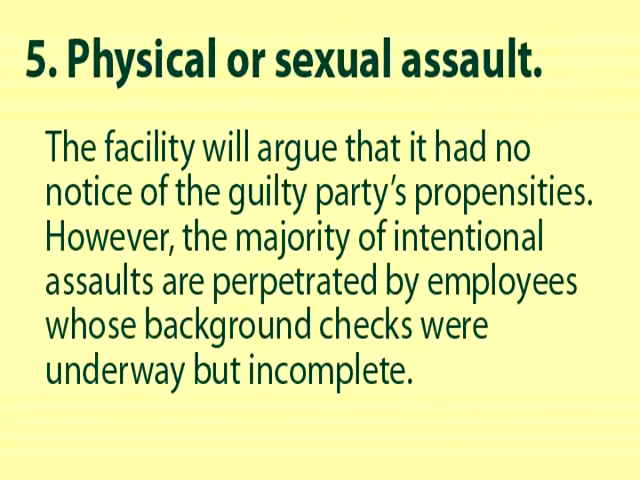 5. Physical or sexual assault.
The facility will argue that it had no
notice of the guilty party’s propensities.
However, the majority of intentional
assaults are perpetrated by employees
whose background checks were
underway but incomplete.